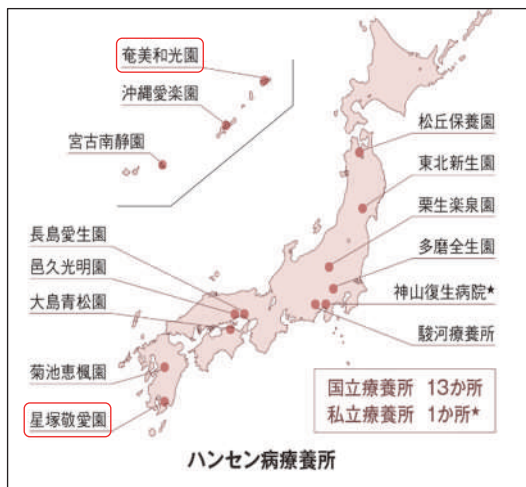 奄美和光園
沖縄愛楽園
宮古南静園
松丘保養園
東北新生園
栗生楽泉園
多磨全生園
神山復生病院★
駿河療養所
長島愛生園
邑久光明園
大島青松園
菊池恵楓園
星塚敬愛園
国立療養所 13か所
私立療養所 1か所★
ハンセン病療養所